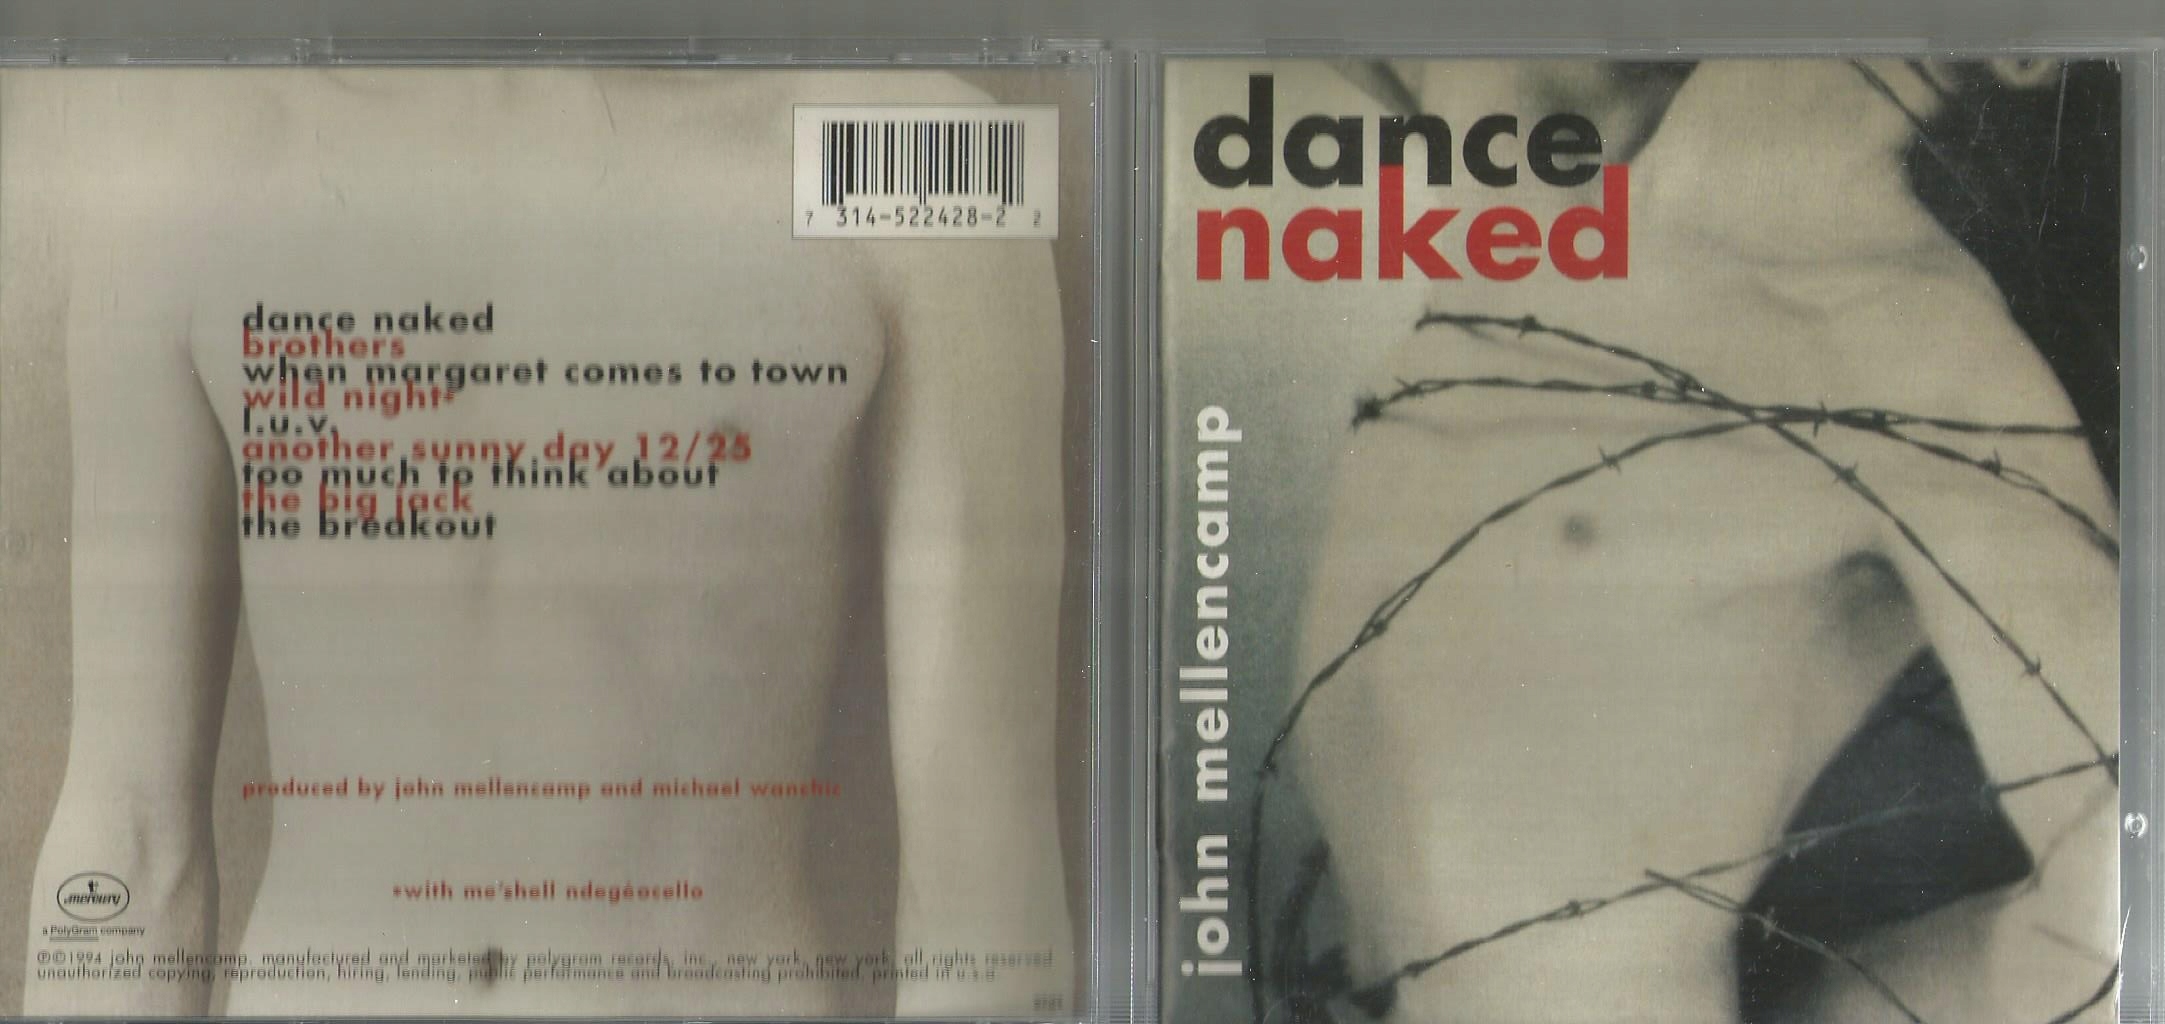 7 314-522428-2 2
dance naked
brothers
when margaret comes to town
wild night*
l.u.v.
another sunny day 12/25
too much to think about
the big jack
the breakout
produced by john mellencamp and michael wanchic
*with me'shell ndegéocello
mercury
a PolyGram company
℗©1994 john mellencamp. manufactured and marketed by polygram records, inc., new york, new york. all rights reserved
unauthorized copying, reproduction, hiring, lending, public performance and broadcasting prohibited. printed in u.s.a
dance
naked
john mellencamp